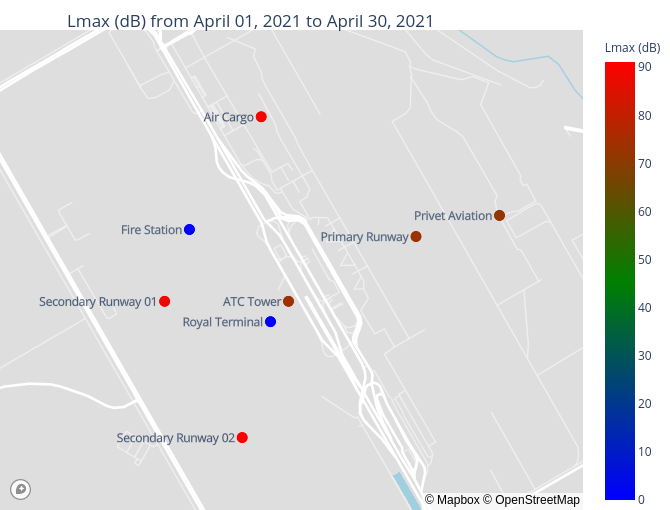 Lmax (dB) from April 01, 2021 to April 30, 2021
Lmax (dB)
90
80
70
60
50
40
30
20
10
0
Air Cargo
Privet Aviation
Fire Station
Primary Runway
Secondary Runway 01
ATC Tower
Royal Terminal
Secondary Runway 02
© Mapbox © OpenStreetMap